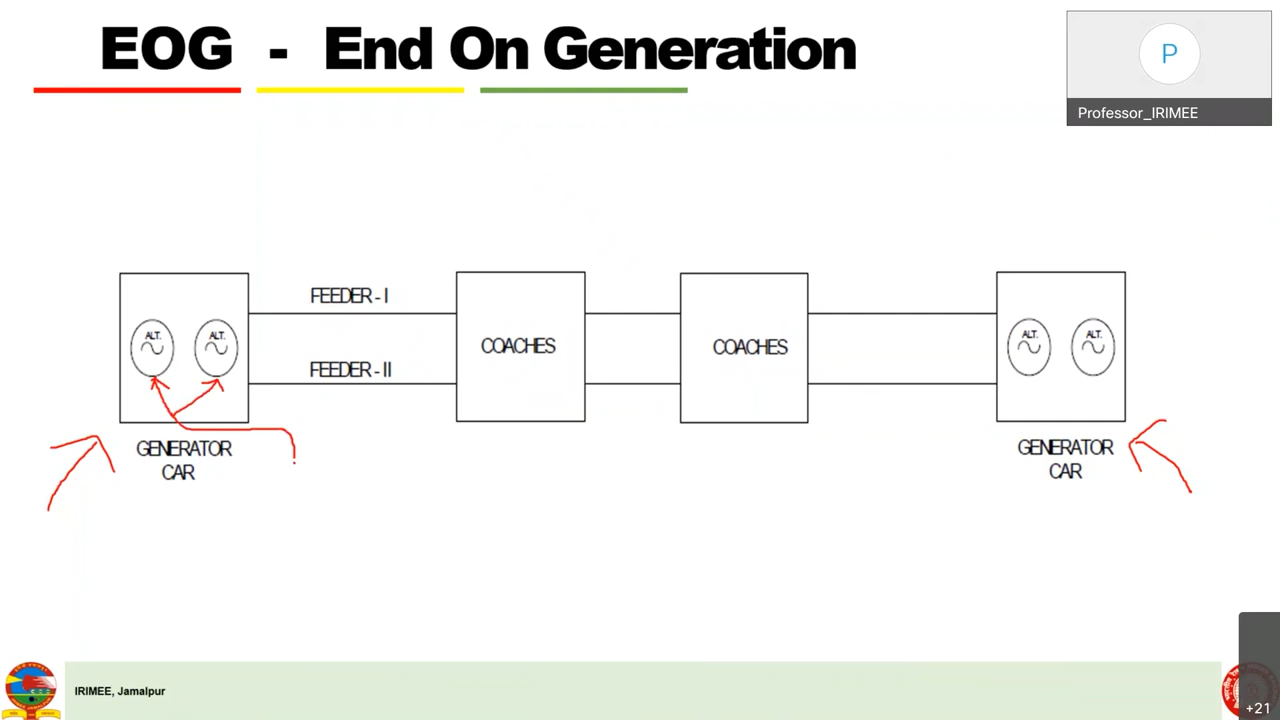 EOG - End On Generation
P
Professor_IRIMEE
FEEDER - I
ALT.
ALT.
COACHES
COACHES
ALT.
ALT.
FEEDER - II
GENERATOR
CAR
GENERATOR
CAR
IRIMEE, Jamalpur
+21